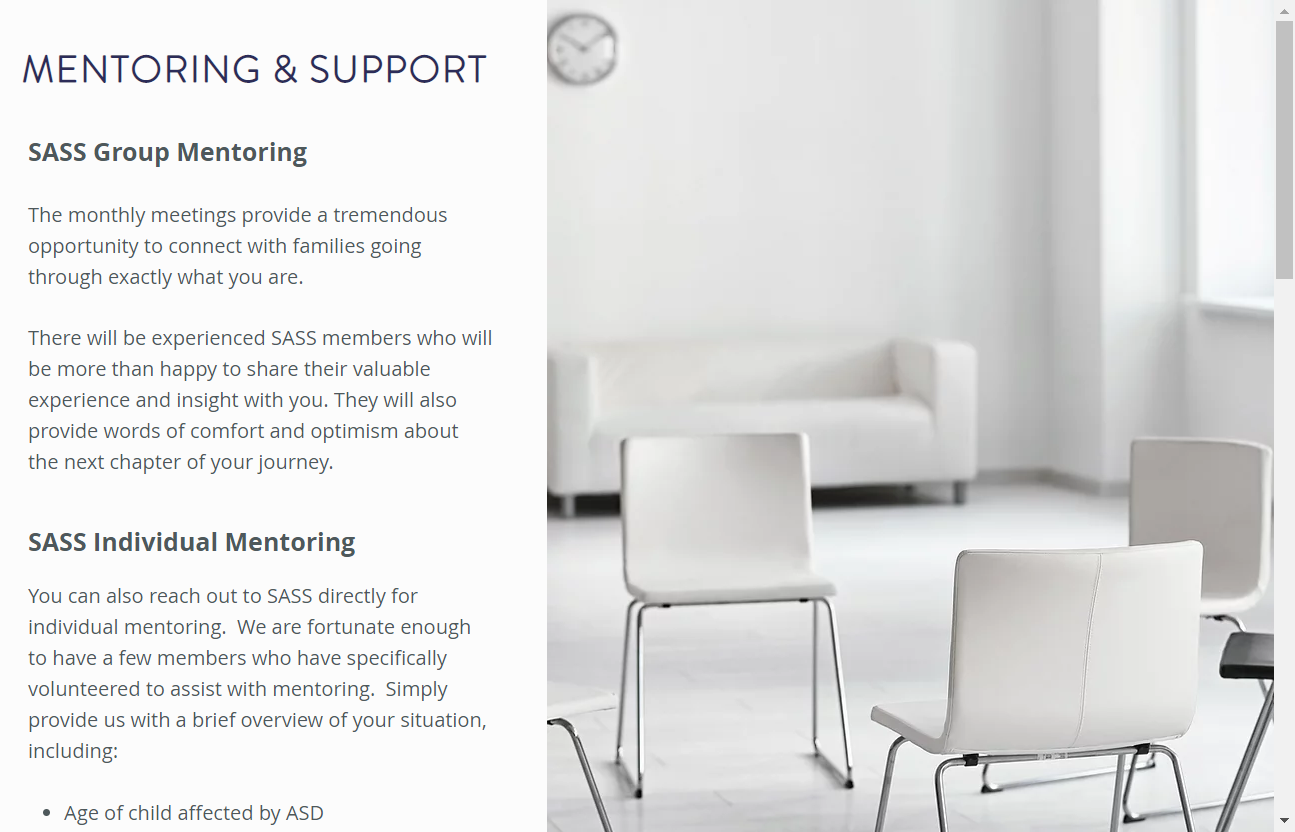 MENTORING & SUPPORT
SASS Group Mentoring
The monthly meetings provide a tremendous
opportunity to connect with families going
through exactly what you are.
There will be experienced SASS members who will
be more than happy to share their valuable
experience and insight with you. They will also
provide words of comfort and optimism about
the next chapter of your journey.
SASS Individual Mentoring
You can also reach out to SASS directly for
individual mentoring.  We are fortunate enough
to have a few members who have specifically
volunteered to assist with mentoring.  Simply
provide us with a brief overview of your situation,
including:
• Age of child affected by ASD